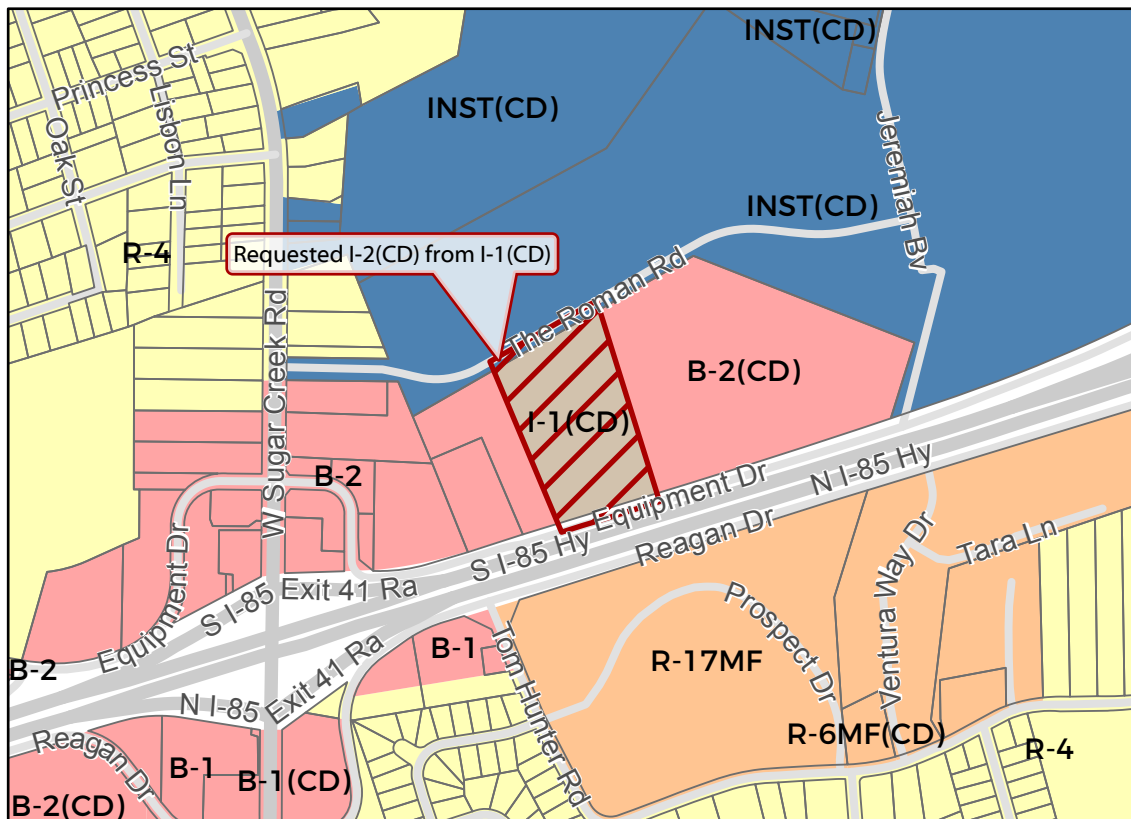 INST(CD)
Princess St
Lisbon Ln
Oak St
INST(CD)
Jeremiah Bv
INST(CD)
R-4
Requested I-2(CD) from I-1(CD)
The Roman Rd
W Sugar Creek Rd
B-2(CD)
I-1(CD)
B-2
Equipment Dr
N I-85 Hy
Equipment Dr
S I-85 Hy
Reagan Dr
Tara Ln
S I-85 Exit 41 Ra
Ventura Way Dr
Prospect Dr
B-1
Tom Hunter Rd
R-17MF
B-2
N I-85 Exit 41 Ra
R-6MF(CD)
R-4
Reagan Dr
B-1
B-1(CD)
B-2(CD)